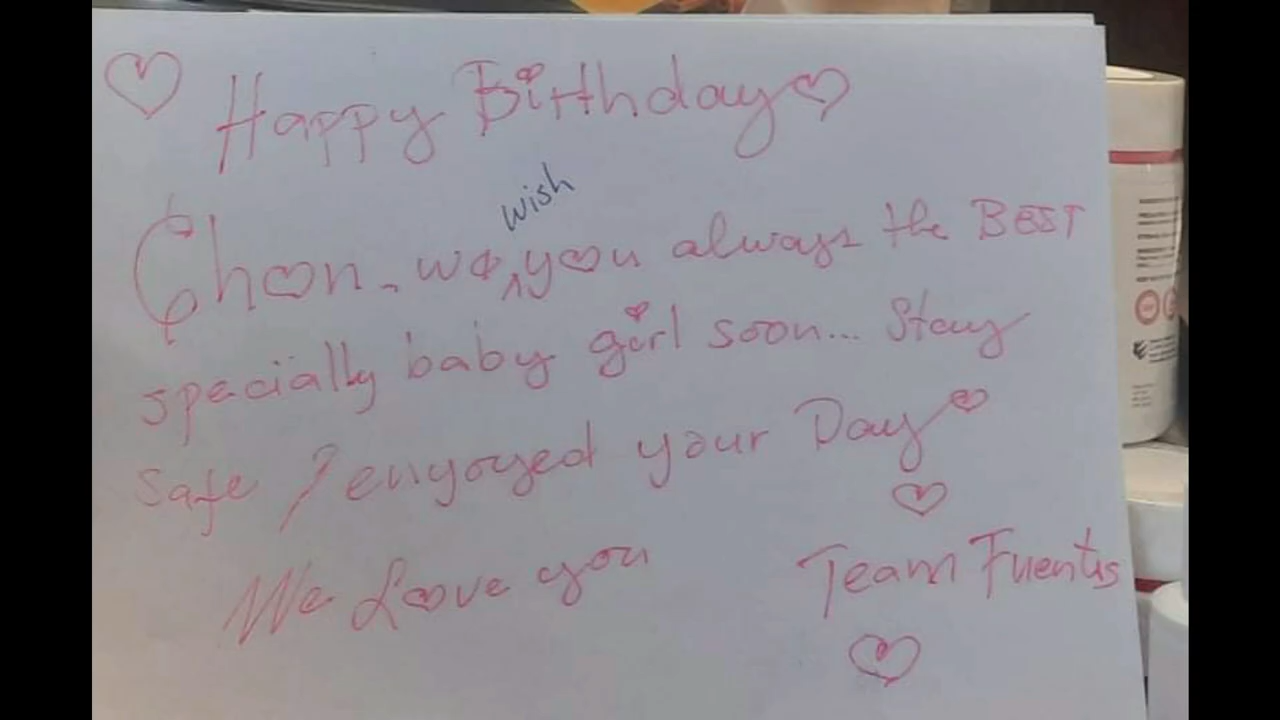 Happy Birthday
Chon. we wish you always the BEST
specially baby girl soon... Stay
safe / enyoyed your Day
We Love you
Team Fuentes